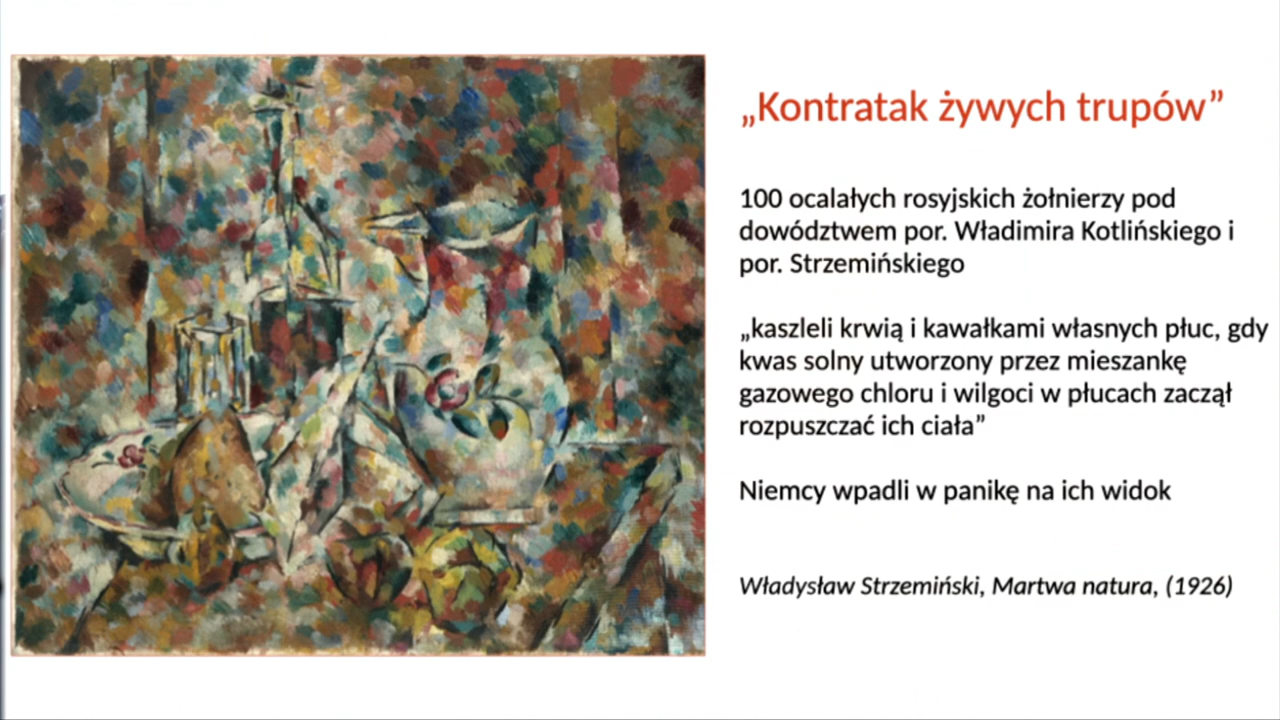 „Kontratak żywych trupów”
100 ocalałych rosyjskich żołnierzy pod
dowództwem por. Władimira Kotlińskiego i
por. Strzemińskiego
„kaszleli krwią i kawałkami własnych płuc, gdy
kwas solny utworzony przez mieszankę
gazowego chloru i wilgoci w płucach zaczął
rozpuszczać ich ciała”
Niemcy wpadli w panikę na ich widok
Władysław Strzemiński, Martwa natura, (1926)